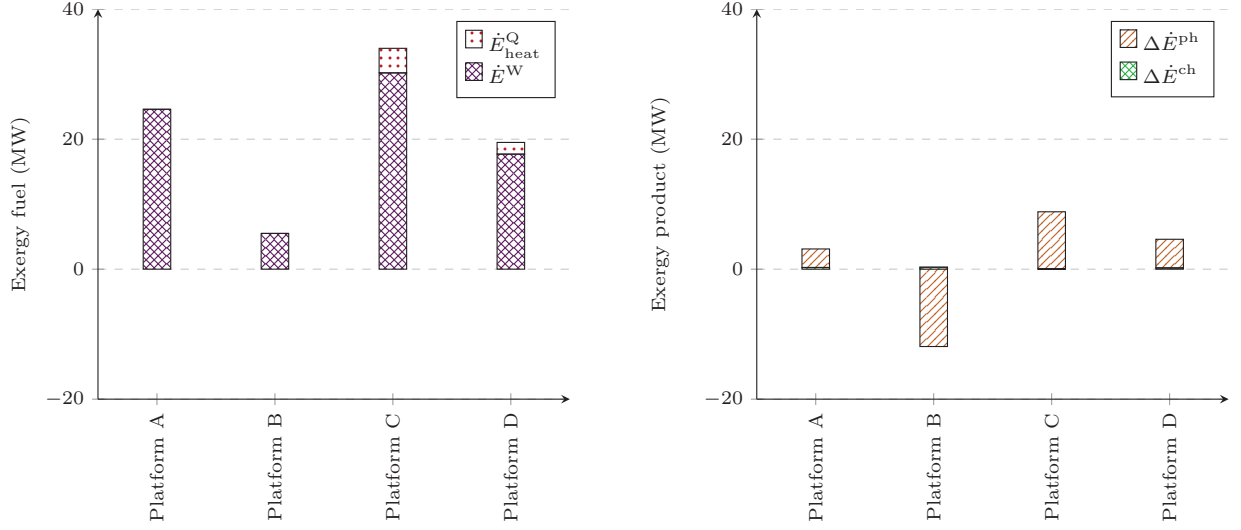 Exergy fuel (MW)
40
20
0
−20
Ė^Q_heat
Ė^W
Platform A
Platform B
Platform C
Platform D
Exergy product (MW)
40
20
0
−20
ΔĖ^ph
ΔĖ^ch
Platform A
Platform B
Platform C
Platform D